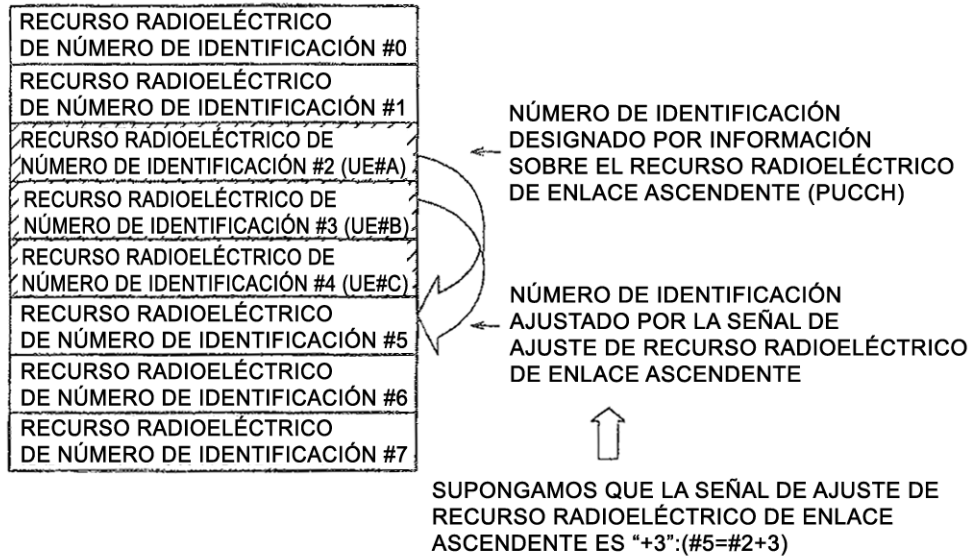 RECURSO RADIOELÉCTRICO
DE NÚMERO DE IDENTIFICACIÓN #0
RECURSO RADIOELÉCTRICO
DE NÚMERO DE IDENTIFICACIÓN #1
RECURSO RADIOELÉCTRICO DE
NÚMERO DE IDENTIFICACIÓN #2 (UE#A)
RECURSO RADIOELÉCTRICO DE
NÚMERO DE IDENTIFICACIÓN #3 (UE#B)
RECURSO RADIOELÉCTRICO DE
NÚMERO DE IDENTIFICACIÓN #4 (UE#C)
RECURSO RADIOELÉCTRICO
DE NÚMERO DE IDENTIFICACIÓN #5
RECURSO RADIOELÉCTRICO
DE NÚMERO DE IDENTIFICACIÓN #6
RECURSO RADIOELÉCTRICO
DE NÚMERO DE IDENTIFICACIÓN #7
NÚMERO DE IDENTIFICACIÓN
DESIGNADO POR INFORMACIÓN
SOBRE EL RECURSO RADIOELÉCTRICO
DE ENLACE ASCENDENTE (PUCCH)
NÚMERO DE IDENTIFICACIÓN
AJUSTADO POR LA SEÑAL DE
AJUSTE DE RECURSO RADIOELÉCTRICO
DE ENLACE ASCENDENTE
SUPONGAMOS QUE LA SEÑAL DE AJUSTE DE
RECURSO RADIOELÉCTRICO DE ENLACE
ASCENDENTE ES “+3”:(#5=#2+3)